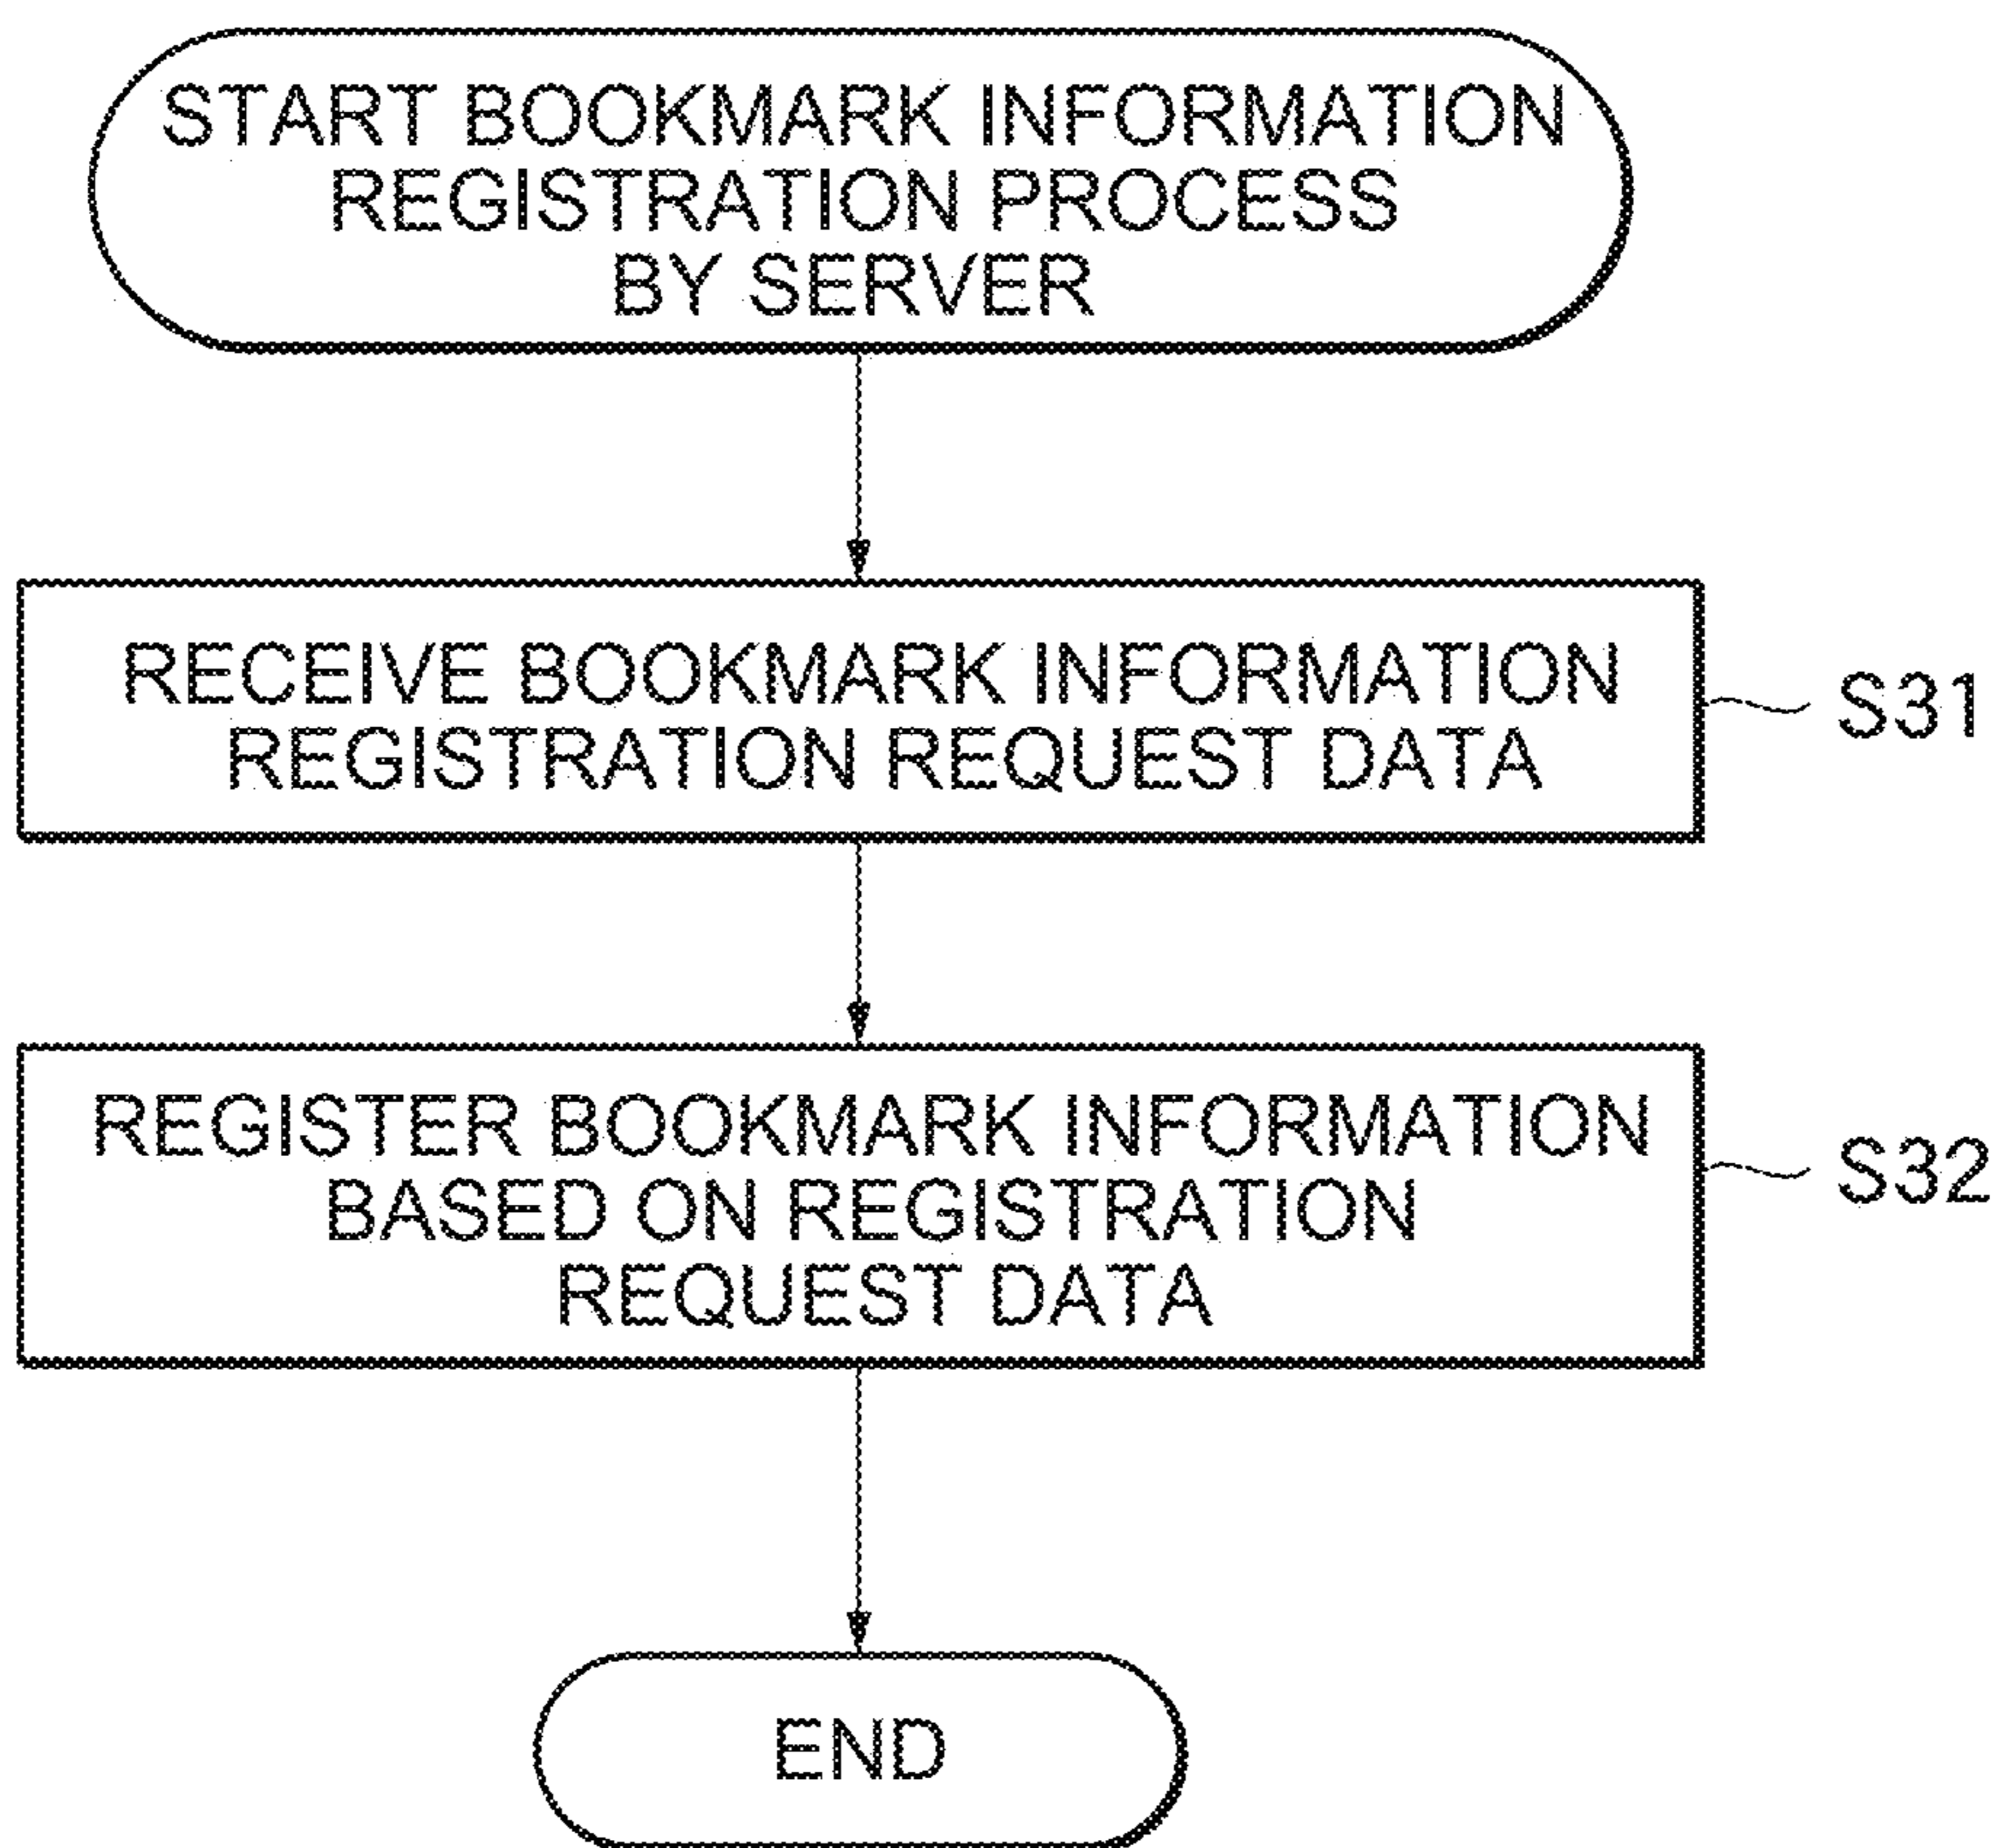 START BOOKMARK INFORMATION
REGISTRATION PROCESS
BY SERVER
RECEIVE BOOKMARK INFORMATION
REGISTRATION REQUEST DATA
S31
REGISTER BOOKMARK INFORMATION
BASED ON REGISTRATION
REQUEST DATA
S32
END